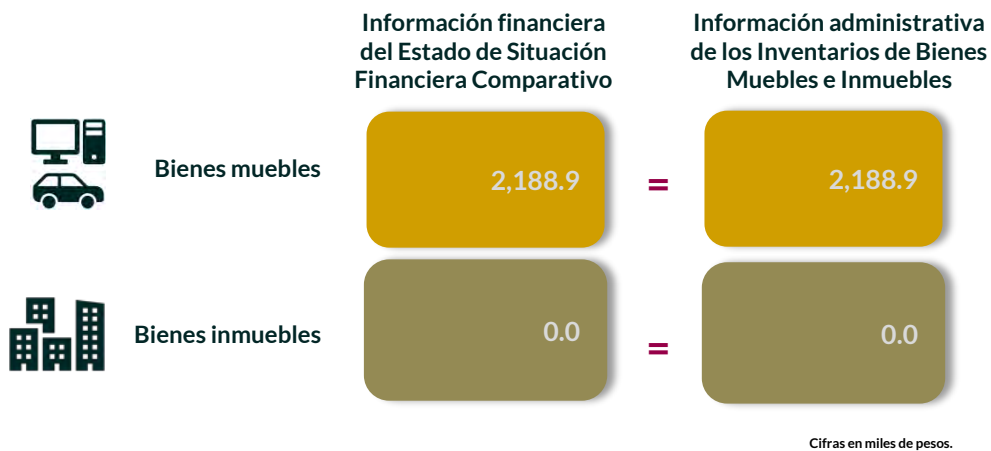 Información financiera
del Estado de Situación
Financiera Comparativo
Información administrativa
de los Inventarios de Bienes
Muebles e Inmuebles
Bienes muebles
2,188.9
=
2,188.9
Bienes inmuebles
0.0
=
0.0
Cifras en miles de pesos.